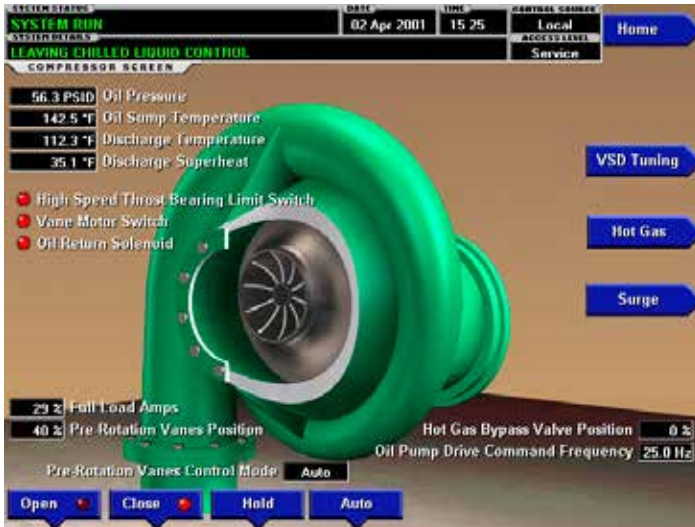 SYSTEM STATUS
SYSTEM RUN
SYSTEM DETAILS
LEAVING CHILLED LIQUID CONTROL
DATE
02 Apr 2001
TIME
15 25
CONTROL SOURCE
Local
ACCESS LEVEL
Service
Home
COMPRESSOR SCREEN
56.3 PSID Oil Pressure
142.5 °F Oil Sump Temperature
112.3 °F Discharge Temperature
35.1 °F Discharge Superheat
VSD Tuning
High Speed Thrust Bearing Limit Switch
Vane Motor Switch
Oil Return Solenoid
Hot Gas
Surge
29 % Full Load Amps
40 % Pre-Rotation Vanes Position
Hot Gas Bypass Valve Position 0 %
Oil Pump Drive Command Frequency 25.0 Hz
Pre-Rotation Vanes Control Mode Auto
Open Close Hold Auto